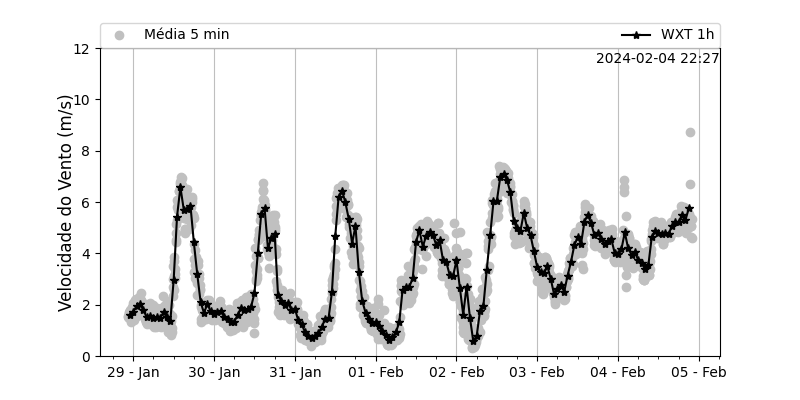 Média 5 min WXT 1h
2024-02-04 22:27
Velocidade do Vento (m/s)
12
10
8
6
4
2
0
29 - Jan 30 - Jan 31 - Jan 01 - Feb 02 - Feb 03 - Feb 04 - Feb 05 - Feb